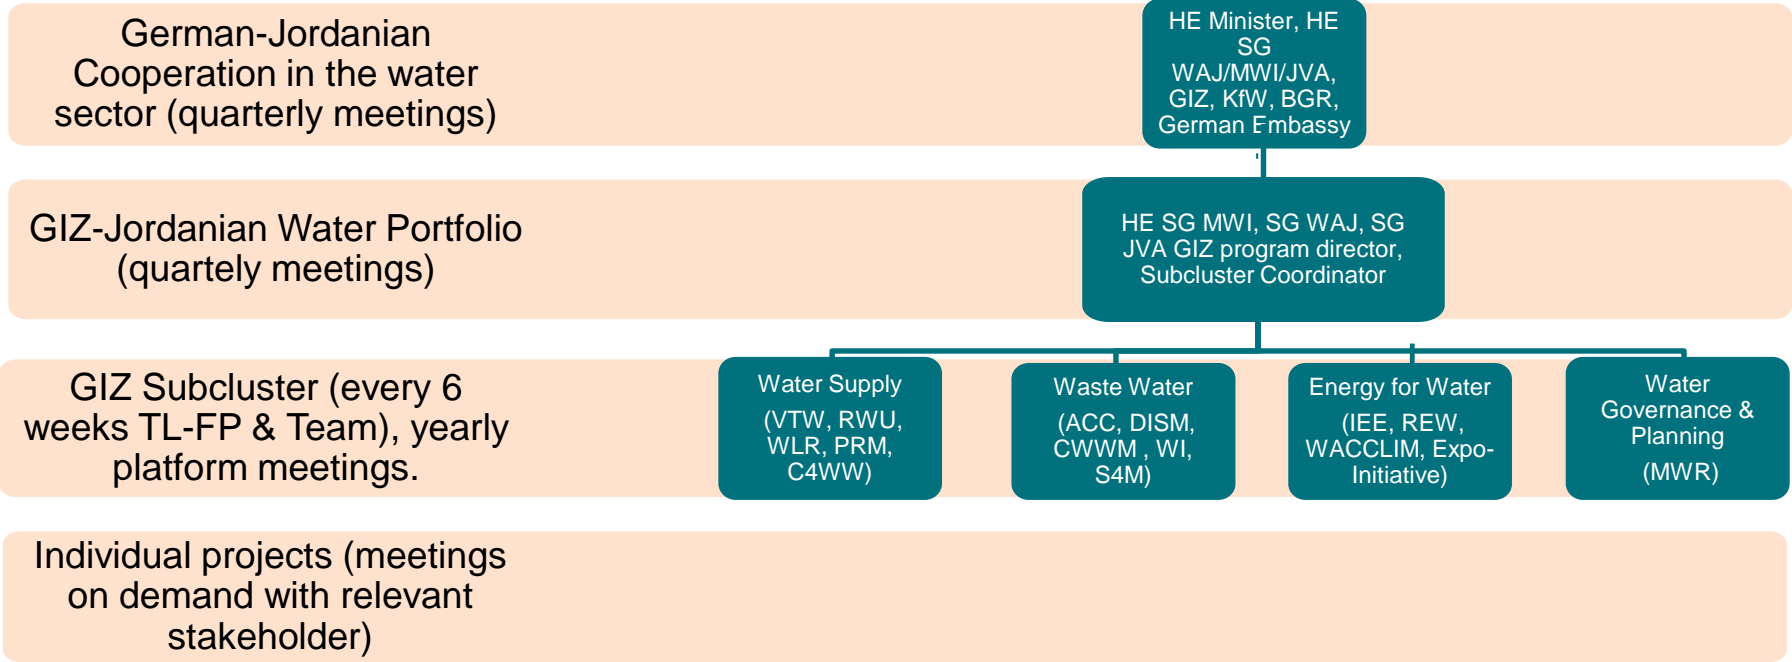 German-Jordanian
Cooperation in the water
sector (quarterly meetings)
HE Minister, HE
SG
WAJ/MWI/JVA,
GIZ, KfW, BGR,
German Embassy
GIZ-Jordanian Water Portfolio
(quartely meetings)
HE SG MWI, SG WAJ, SG
JVA GIZ program director,
Subcluster Coordinator
GIZ Subcluster (every 6
weeks TL-FP & Team), yearly
platform meetings.
Water Supply
(VTW, RWU,
WLR, PRM,
C4WW)
Waste Water
(ACC, DISM,
CWWM , WI,
S4M)
Energy for Water
(IEE, REW,
WACCLIM, Expo-
Initiative)
Water
Governance &
Planning
(MWR)
Individual projects (meetings
on demand with relevant
stakeholder)